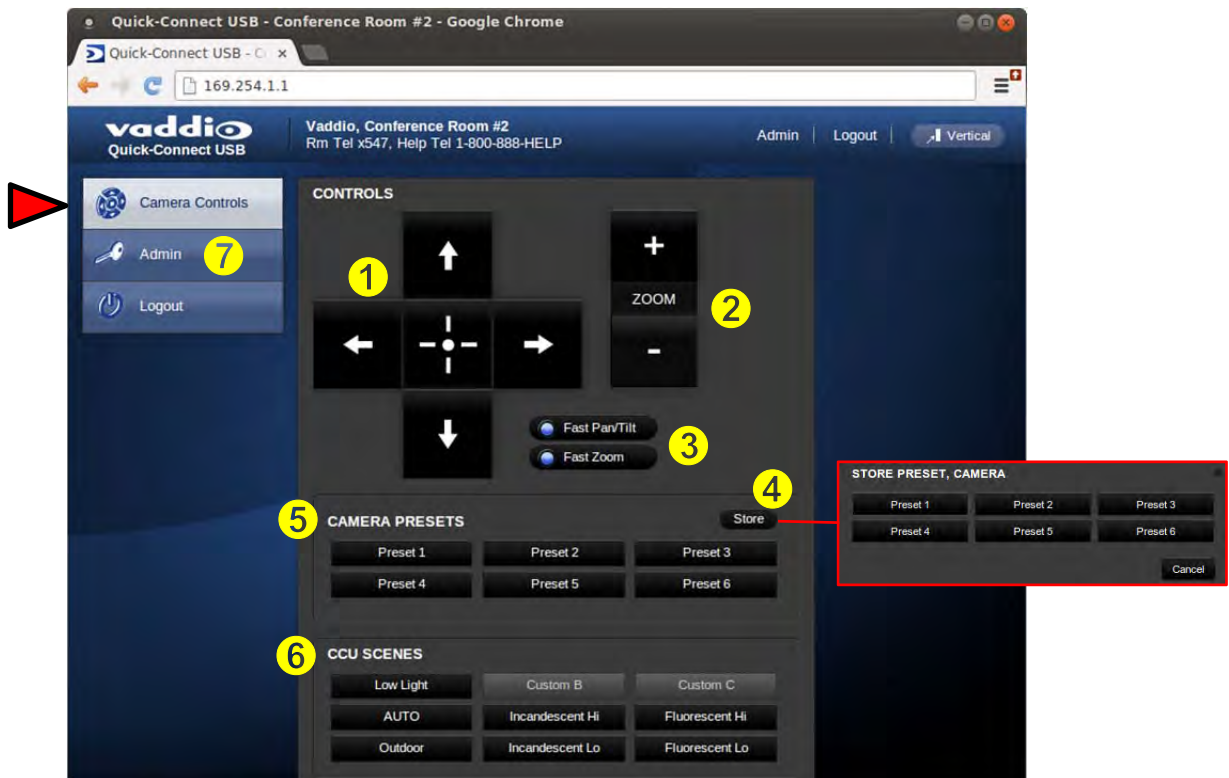 Quick-Connect USB - Conference Room #2 - Google Chrome
Quick-Connect USB - C
169.254.1.1
vaddio
Quick-Connect USB
Vaddio, Conference Room #2
Rm Tel x547, Help Tel 1-800-888-HELP
Admin
Logout
Vertical
Camera Controls
Admin
7
Logout
CONTROLS
1
+
ZOOM
-
2
Fast Pan/Tilt
Fast Zoom
3
4
5
CAMERA PRESETS
Store
Preset 1 Preset 2 Preset 3
Preset 4 Preset 5 Preset 6
STORE PRESET, CAMERA
Preset 1 Preset 2 Preset 3
Preset 4 Preset 5 Preset 6
Cancel
6
CCU SCENES
Low Light Custom B Custom C
AUTO Incandescent Hi Fluorescent Hi
Outdoor Incandescent Lo Fluorescent Lo